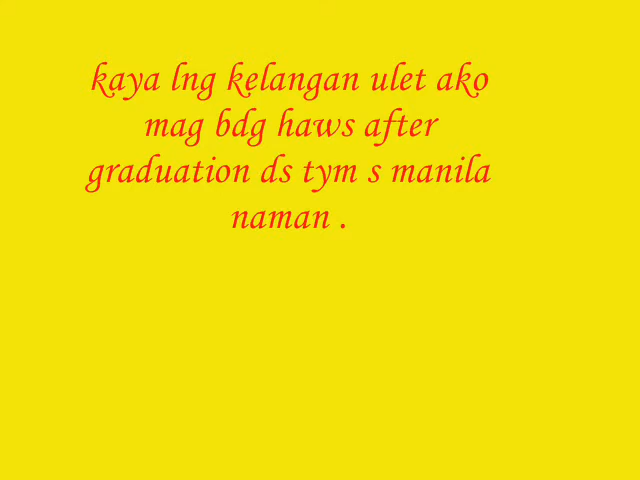 kaya lng kelangan ulet ako
mag bdg haws after
graduation ds tym s manila
naman .